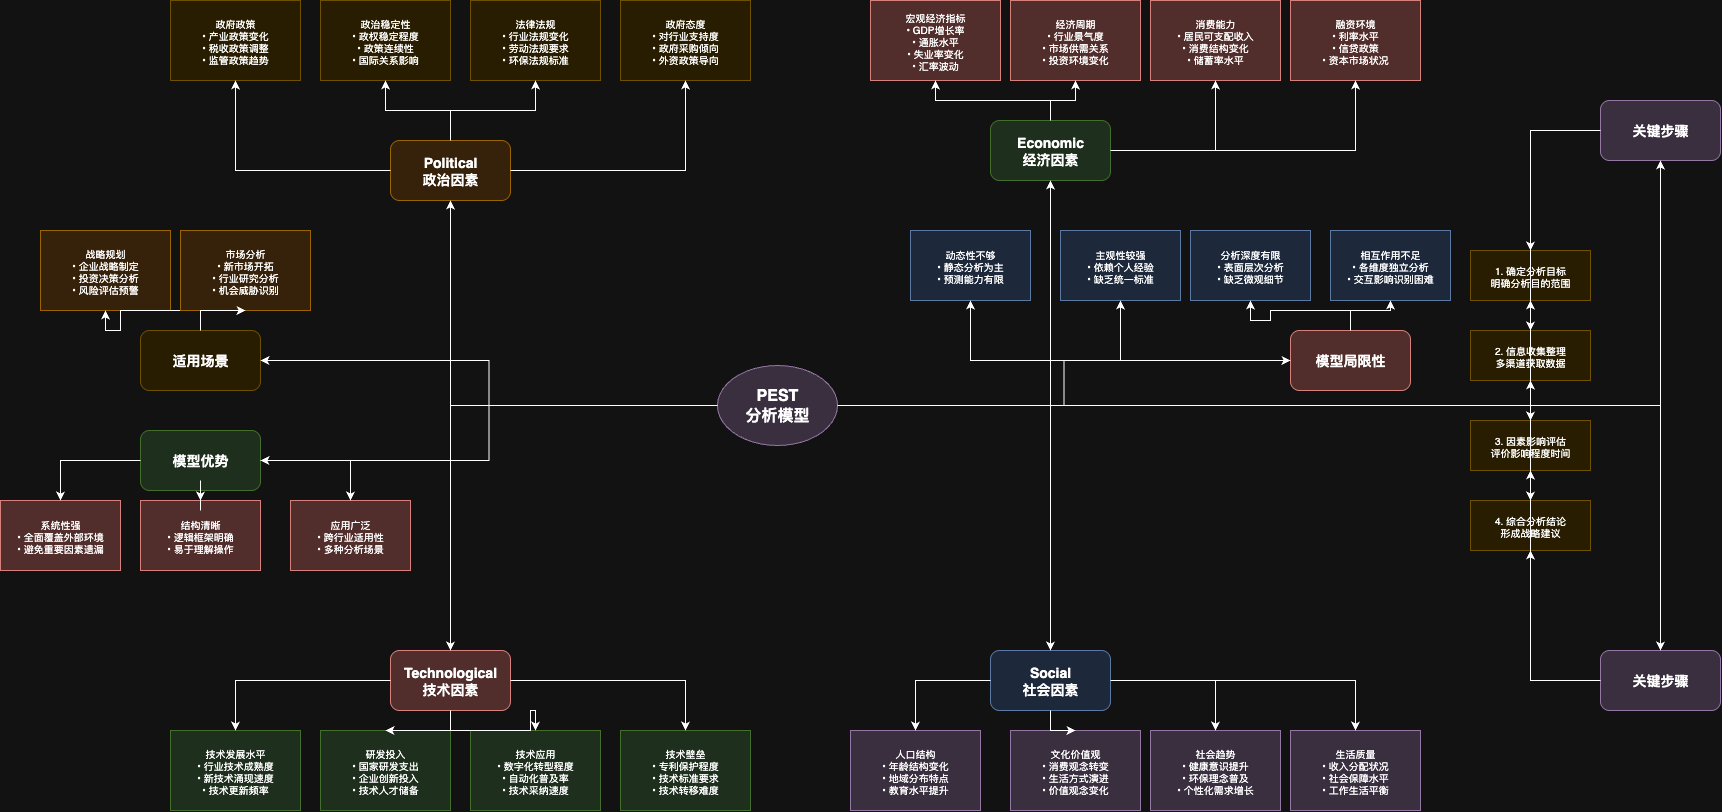 政府政策
• 产业政策变化
• 税收政策调整
• 监管政策趋势
政治稳定性
• 政权稳定程度
• 政策连续性
• 国际关系影响
法律法规
• 行业法规变化
• 劳动法规要求
• 环保法规标准
政府态度
• 对行业支持度
• 政府采购倾向
• 外资政策导向
宏观经济指标
• GDP增长率
• 通胀水平
• 失业率变化
• 汇率波动
经济周期
• 行业景气度
• 市场供需关系
• 投资环境变化
消费能力
• 居民可支配收入
• 消费结构变化
• 储蓄率水平
融资环境
• 利率水平
• 信贷政策
• 资本市场状况
Political
政治因素
Economic
经济因素
关键步骤
战略规划
• 企业战略制定
• 投资决策分析
• 风险评估预警
市场分析
• 新市场开拓
• 行业研究分析
• 机会威胁识别
动态性不够
• 静态分析为主
• 预测能力有限
主观性较强
• 依赖个人经验
• 缺乏统一标准
分析深度有限
• 表面层次分析
• 缺乏微观细节
相互作用不足
• 各维度独立分析
• 交互影响识别困难
1. 确定分析目标
明确分析目的范围
适用场景
模型局限性
2. 信息收集整理
多渠道获取数据
PEST
分析模型
模型优势
3. 因素影响评估
评价影响程度时间
系统性强
• 全面覆盖外部环境
• 避免重要因素遗漏
结构清晰
• 逻辑框架明确
• 易于理解操作
应用广泛
• 跨行业适用性
• 多种分析场景
4. 综合分析结论
形成战略建议
Technological
技术因素
Social
社会因素
关键步骤
技术发展水平
• 行业技术成熟度
• 新技术涌现速度
• 技术更新频率
研发投入
• 国家研发支出
• 企业创新投入
• 技术人才储备
技术应用
• 数字化转型程度
• 自动化普及率
• 技术采纳速度
技术壁垒
• 专利保护程度
• 技术标准要求
• 技术转移难度
人口结构
• 年龄结构变化
• 地域分布特点
• 教育水平提升
文化价值观
• 消费观念转变
• 生活方式演进
• 价值观念变化
社会趋势
• 健康意识提升
• 环保理念普及
• 个性化需求增长
生活质量
• 收入分配状况
• 社会保障水平
• 工作生活平衡